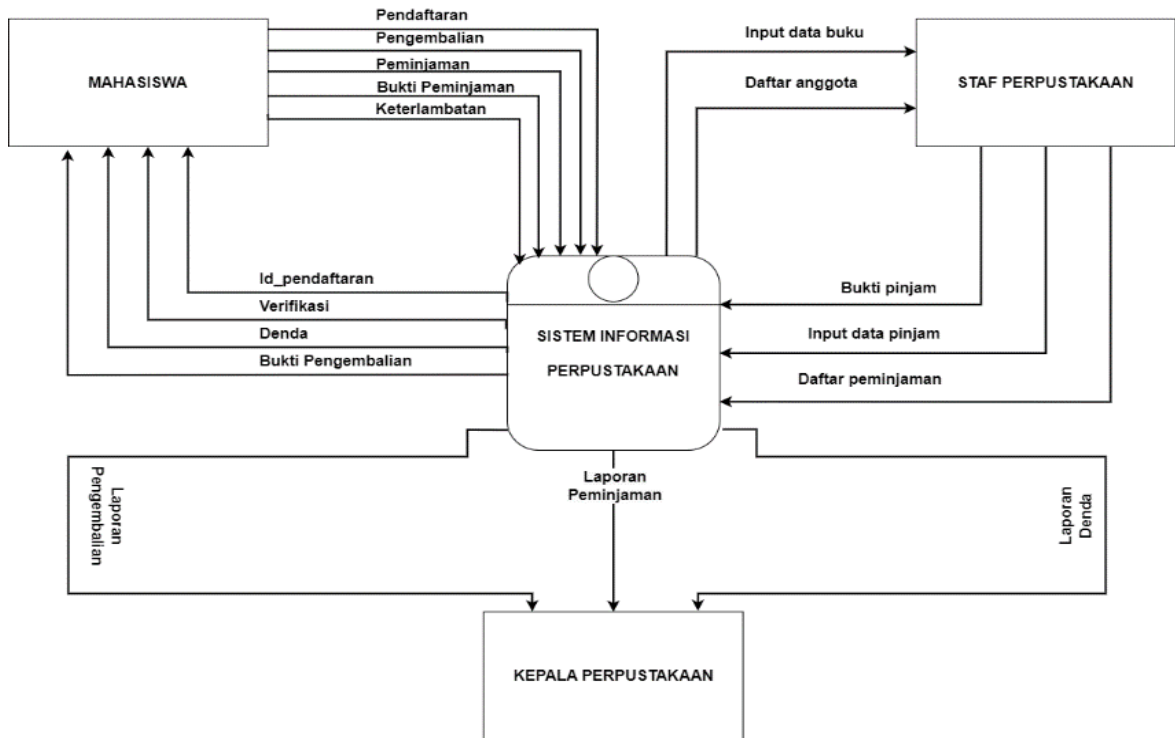 Pendaftaran
Pengembalian
Peminjaman
Bukti Peminjaman
Keterlambatan
MAHASISWA
Input data buku
Daftar anggota
STAF PERPUSTAKAAN
Id_pendaftaran
Verifikasi
Denda
Bukti Pengembalian
SISTEM INFORMASI
PERPUSTAKAAN
Bukti pinjam
Input data pinjam
Daftar peminjaman
Laporan
Pengembalian
Laporan
Peminjaman
Laporan
Denda
KEPALA PERPUSTAKAAN